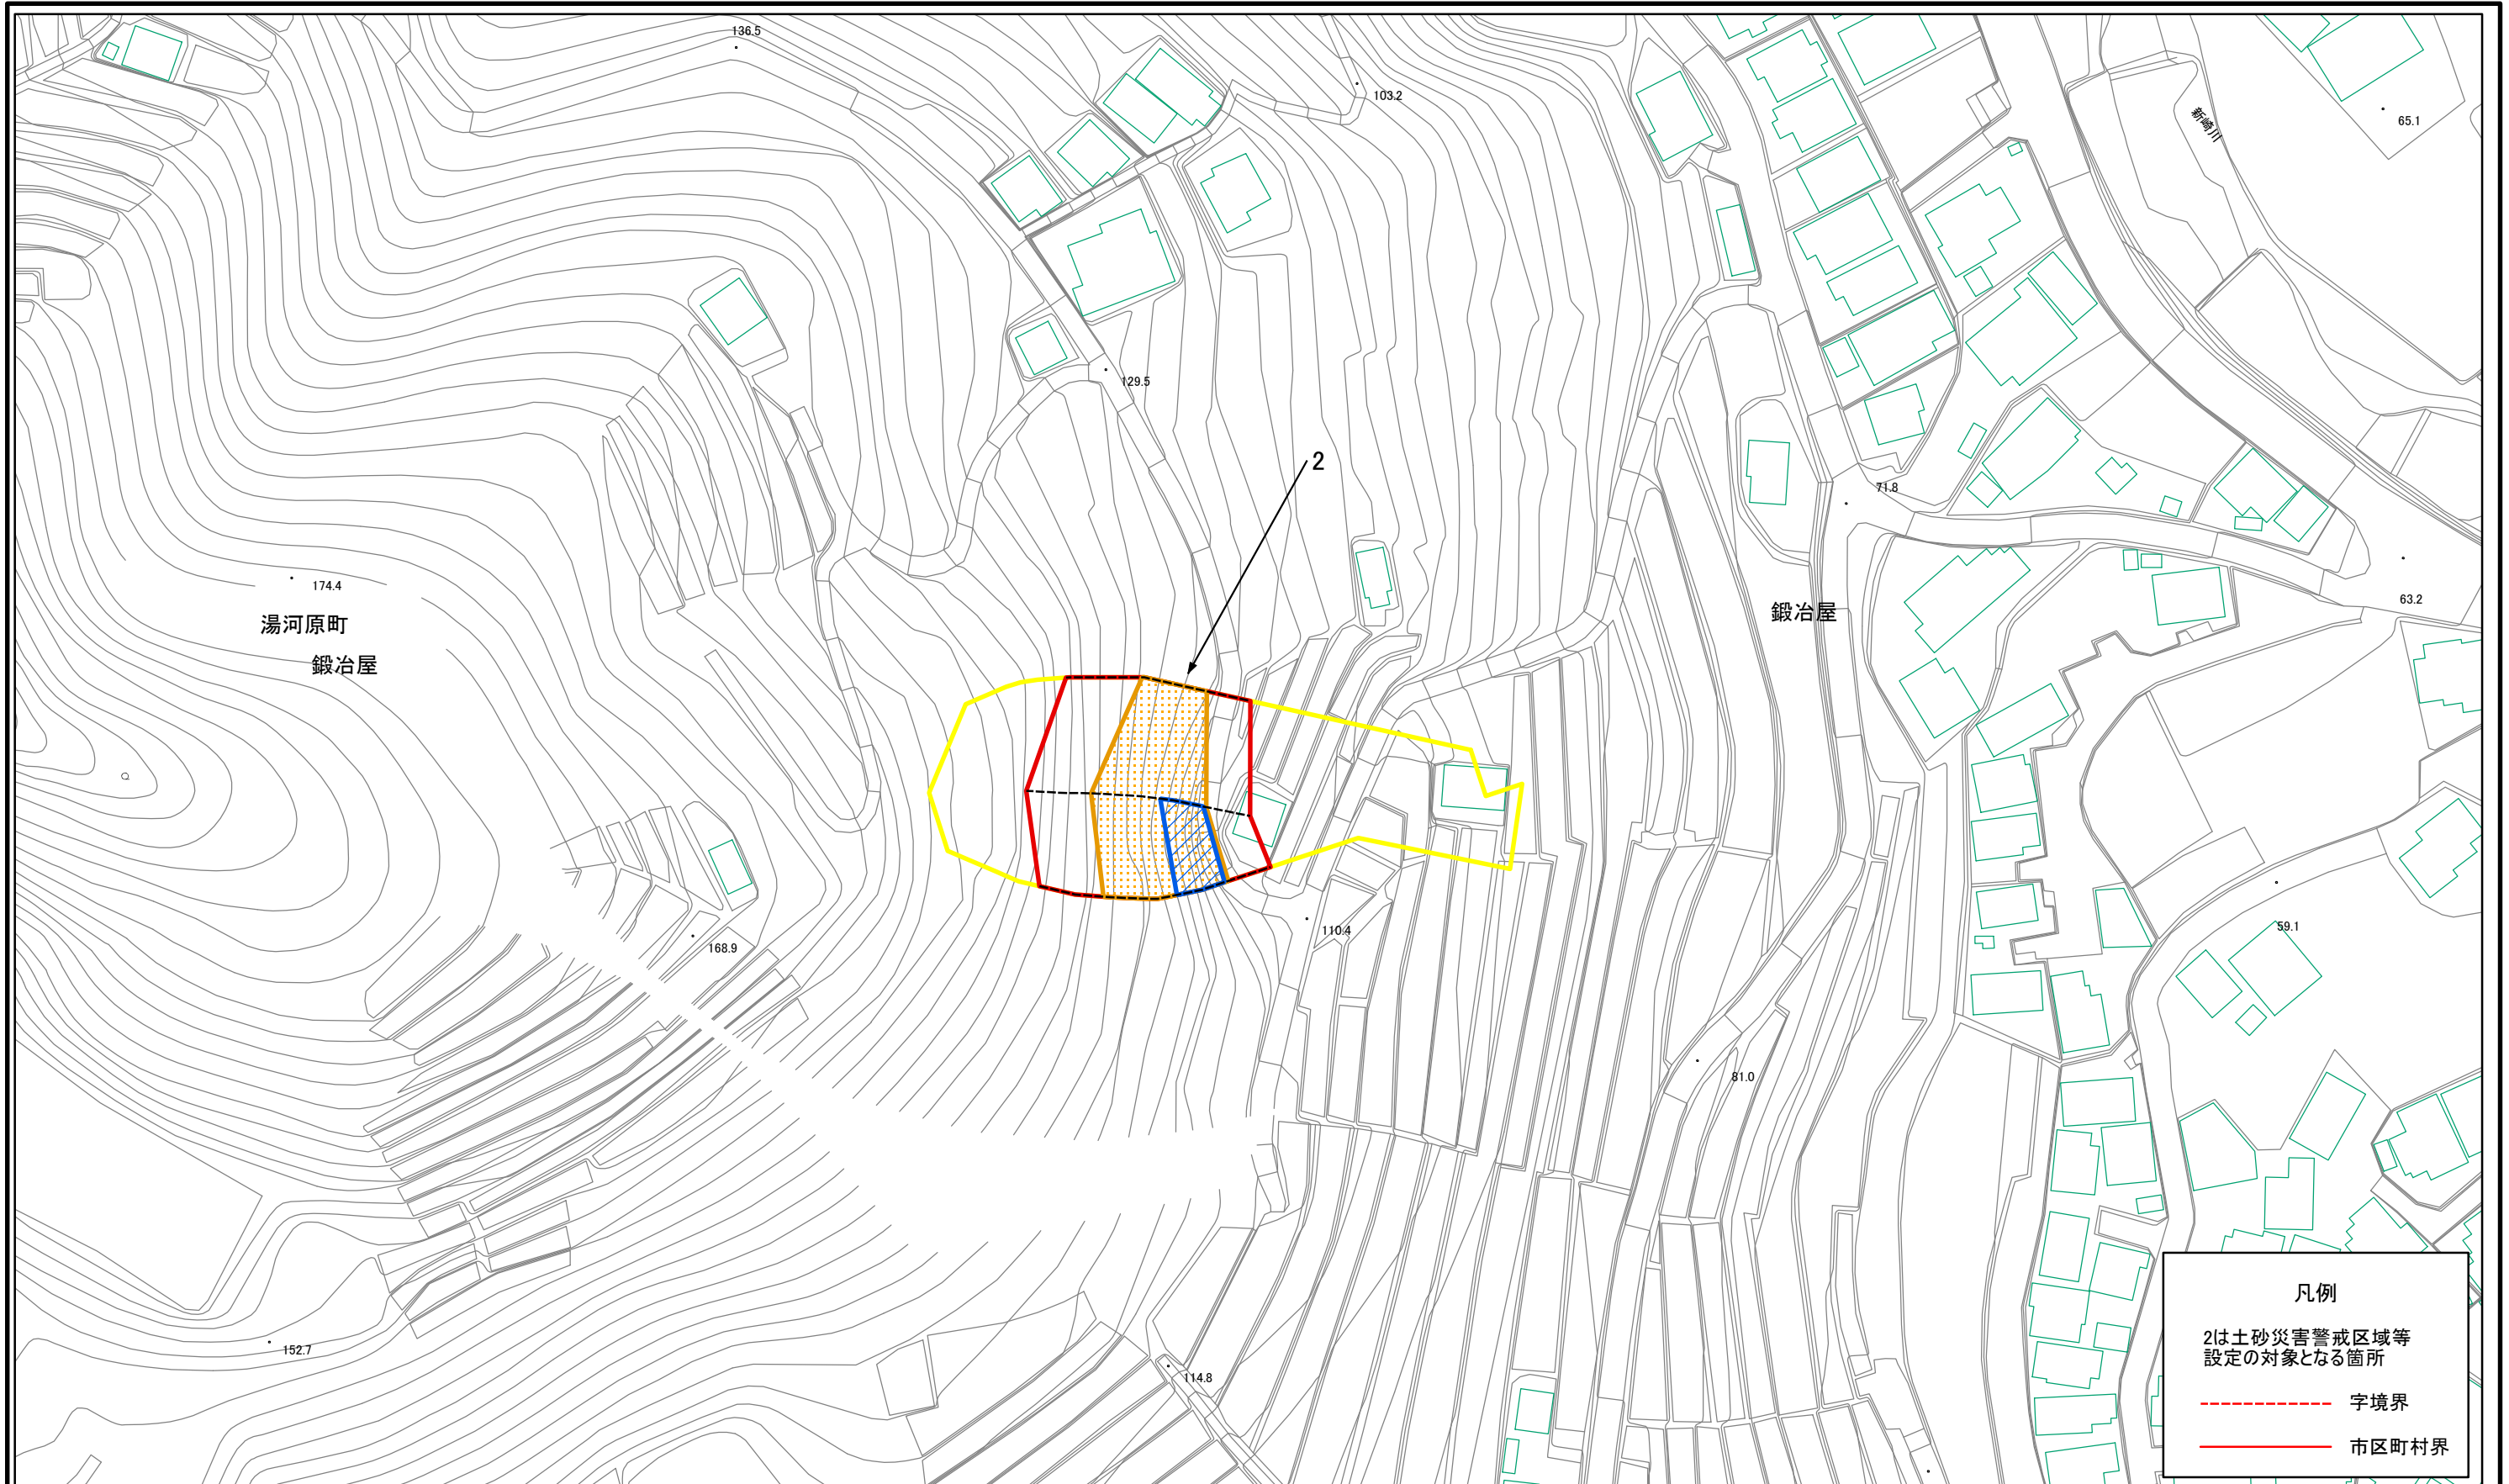 136.5
103.2
新崎川
65.1
129.5
2
71.8
174.4
湯河原町
鍛冶屋
鍛冶屋
63.2
110.4
168.9
59.1
81.0
152.7
114.8
凡例
2は土砂災害警戒区域等
設定の対象となる箇所
字境界
市区町村界